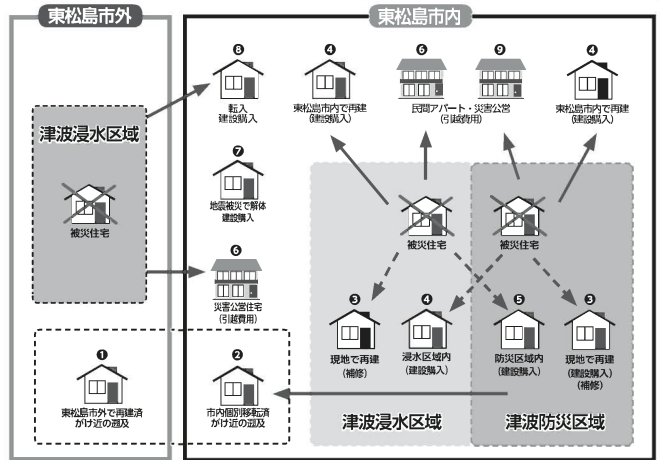 東松島市外
東松島市内
津波浸水区域
被災住宅
❽
転入
建設購入
❹
東松島市内で再建
(建設購入)
❻
❾
民間アパート・災害公営
(引越費用)
❹
東松島市内で再建
(建設購入)
❼
地震被災で解体
建設購入
❻
災害公営住宅
(引越費用)
被災住宅
被災住宅
❸
現地で再建
(補修)
❹
浸水区域内
(建設購入)
❺
防災区域内
(建設購入)
❸
現地で再建
(建設購入)
(補修)
❶
東松島市外で再建済
がけ近の遡及
❷
市内個別移転済
がけ近の遡及
津波浸水区域
津波防災区域